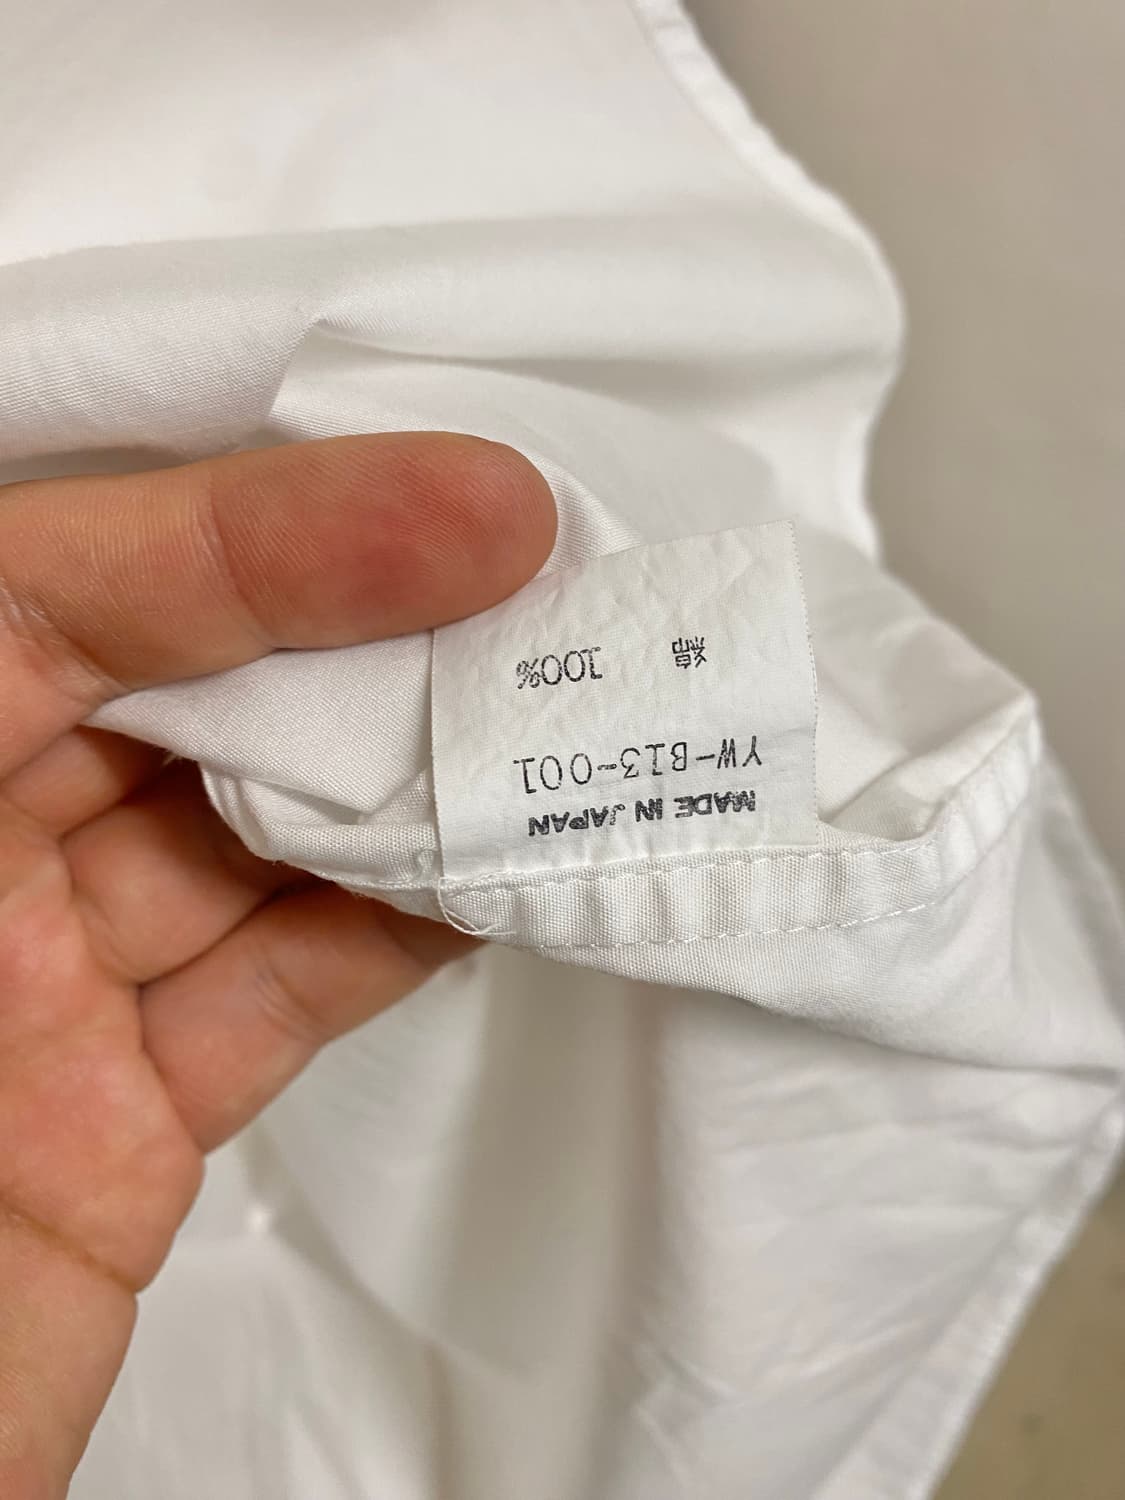 MADE IN JAPAN
YW-B13-001
綿 100%